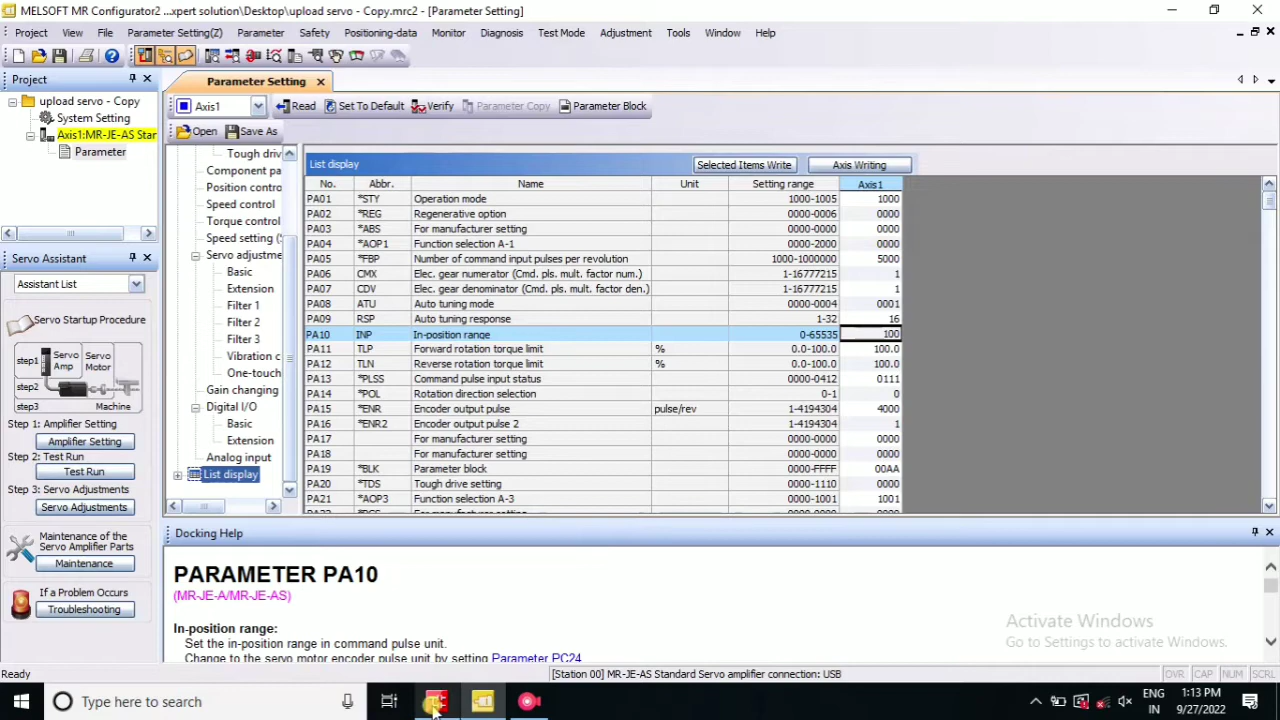 MELSOFT MR Configurator2 ...xpert solution\Desktop\upload servo - Copy.mrc2 - [Parameter Setting]
Project View File Parameter Setting(Z) Parameter Safety Positioning-data Monitor Diagnosis Test Mode Adjustment Tools Window Help
Project
upload servo - Copy
System Setting
Axis1:MR-JE-AS Star
Parameter
Servo Assistant
Assistant List
Servo Startup Procedure
step1 Servo Amp Servo Motor
step2
step3 Machine
Step 1: Amplifier Setting
Amplifier Setting
Step 2: Test Run
Test Run
Step 3: Servo Adjustments
Servo Adjustments
Maintenance of the
Servo Amplifier Parts
Maintenance
If a Problem Occurs
Troubleshooting
Parameter Setting
Axis1 Read Set To Default Verify Parameter Copy Parameter Block
Open Save As
Tough driv
Component pa
Position contro
Speed control
Torque control
Speed setting (
Servo adjustme
Basic
Extension
Filter 1
Filter 2
Filter 3
Vibration c
One-touch
Gain changing
Digital I/O
Basic
Extension
Analog input
List display
List display Selected Items Write Axis Writing
No. Abbr. Name Unit Setting range Axis1
PA01 *STY Operation mode 1000-1005 1000
PA02 *REG Regenerative option 0000-0006 0000
PA03 *ABS For manufacturer setting 0000-0000 0000
PA04 *AOP1 Function selection A-1 0000-2000 0000
PA05 *FBP Number of command input pulses per revolution 1000-1000000 5000
PA06 CMX Elec. gear numerator (Cmd. pls. mult. factor num.) 1-16777215 1
PA07 CDV Elec. gear denominator (Cmd. pls. mult. factor den.) 1-16777215 1
PA08 ATU Auto tuning mode 0000-0004 0001
PA09 RSP Auto tuning response 1-32 16
PA10 INP In-position range 0-65535 100
PA11 TLP Forward rotation torque limit % 0.0-100.0 100.0
PA12 TLN Reverse rotation torque limit % 0.0-100.0 100.0
PA13 *PLSS Command pulse input status 0000-0412 0111
PA14 *POL Rotation direction selection 0-1 0
PA15 *ENR Encoder output pulse pulse/rev 1-4194304 4000
PA16 *ENR2 Encoder output pulse 2 1-4194304 1
PA17 For manufacturer setting 0000-0000 0000
PA18 For manufacturer setting 0000-0000 0000
PA19 *BLK Parameter block 0000-FFFF 00AA
PA20 *TDS Tough drive setting 0000-1110 0000
PA21 *AOP3 Function selection A-3 0000-1001 1001
Docking Help
PARAMETER PA10
(MR-JE-A/MR-JE-AS)
In-position range:
Set the in-position range in command pulse unit.
Change to the servo motor encoder pulse unit by setting Parameter PC24
Activate Windows
Go to Settings to activate Windows.
Ready [Station 00] MR-JE-AS Standard Servo amplifier connection: USB OVR CAP NUM SCRL
Type here to search
ENG
IN
1:13 PM
9/27/2022